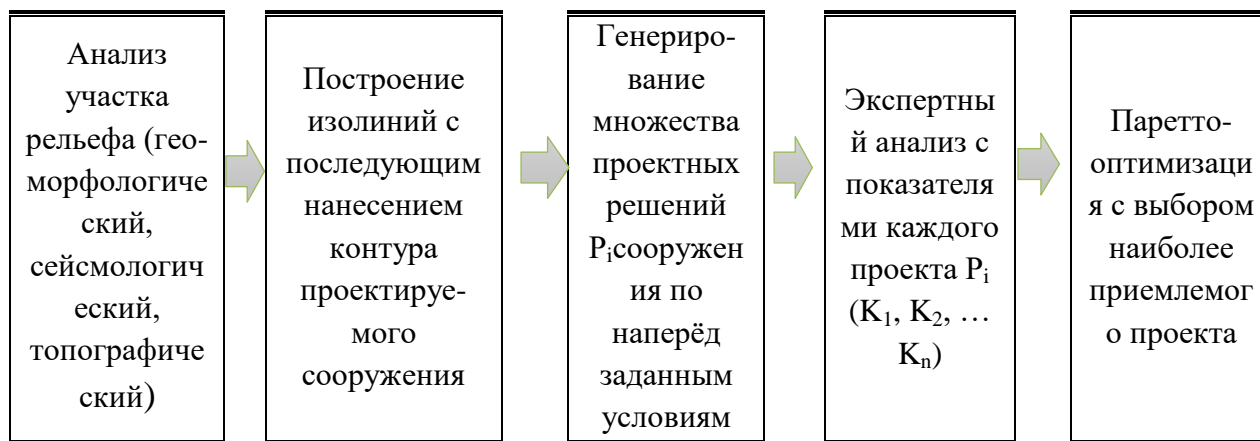 Анализ
участка
рельефа (гео-
морфологиче
ский,
сейсмологич
еский,
топографиче
ский)
Построение
изолиний с
последующим
нанесением
контура
проектируе-
мого
сооружения
Генериро-
вание
множества
проектных
решений
Piсооружен
ия по
наперёд
заданным
условиям
Экспертны
й анализ с
показателя
ми каждого
проекта Pi
(K1, K2, …
Kn)
Паретто-
оптимизаци
я с выбором
наиболее
приемлемог
о проекта